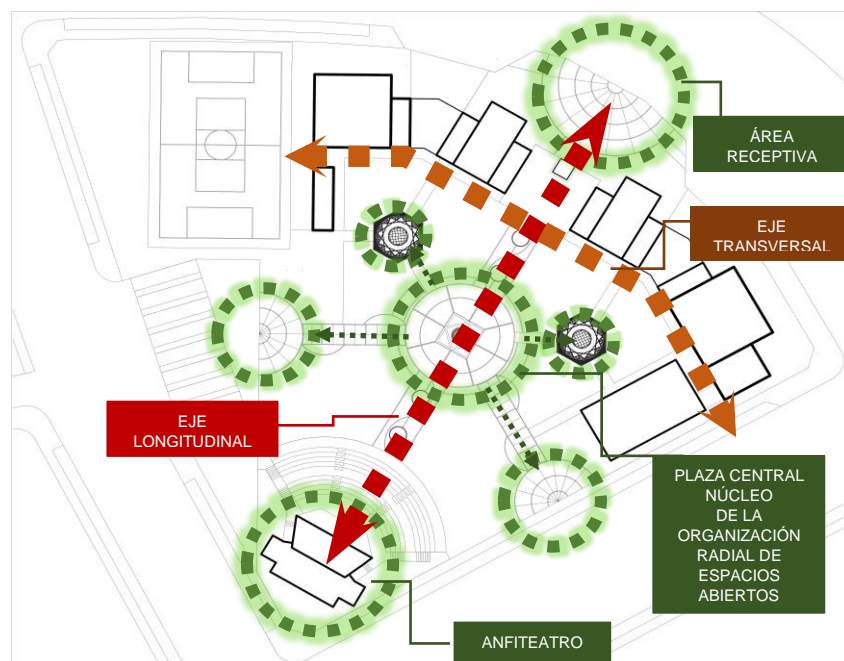 ÁREA
RECEPTIVA
EJE
TRANSVERSAL
EJE
LONGITUDINAL
PLAZA CENTRAL
NÚCLEO
DE LA
ORGANIZACIÓN
RADIAL DE
ESPACIOS
ABIERTOS
ANFITEATRO